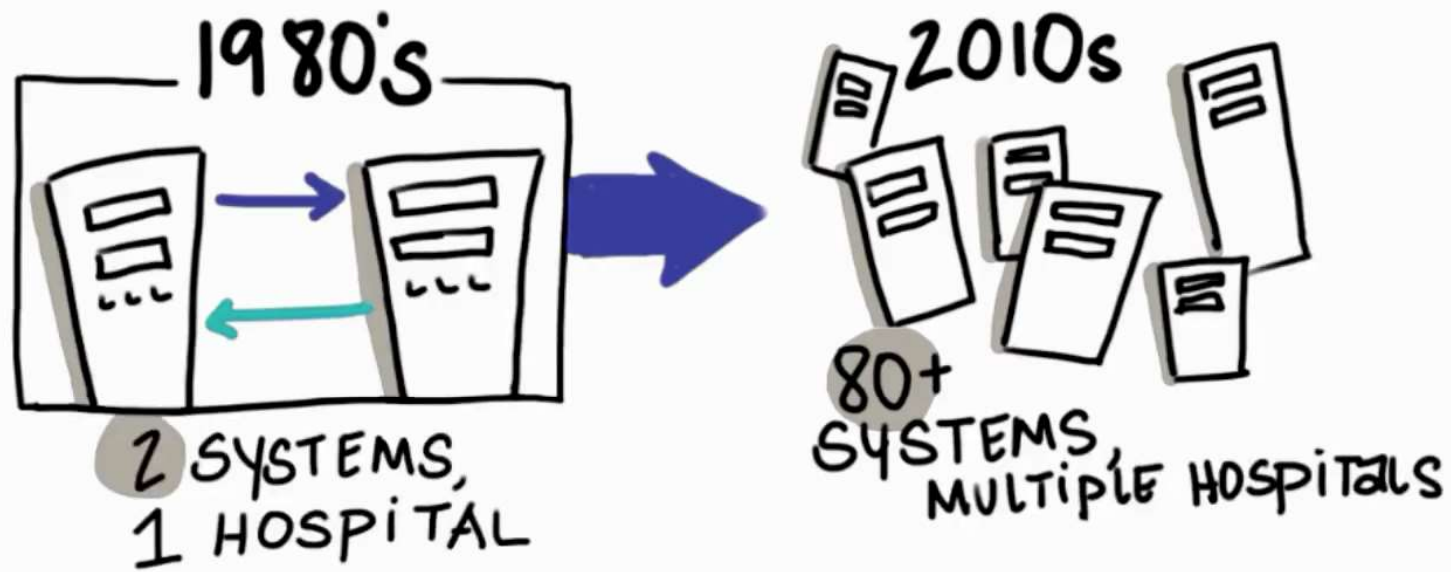 1980's
2 SYSTEMS,
1 HOSPITAL
2010s
80+
SYSTEMS,
MULTIPLE HOSPITALS